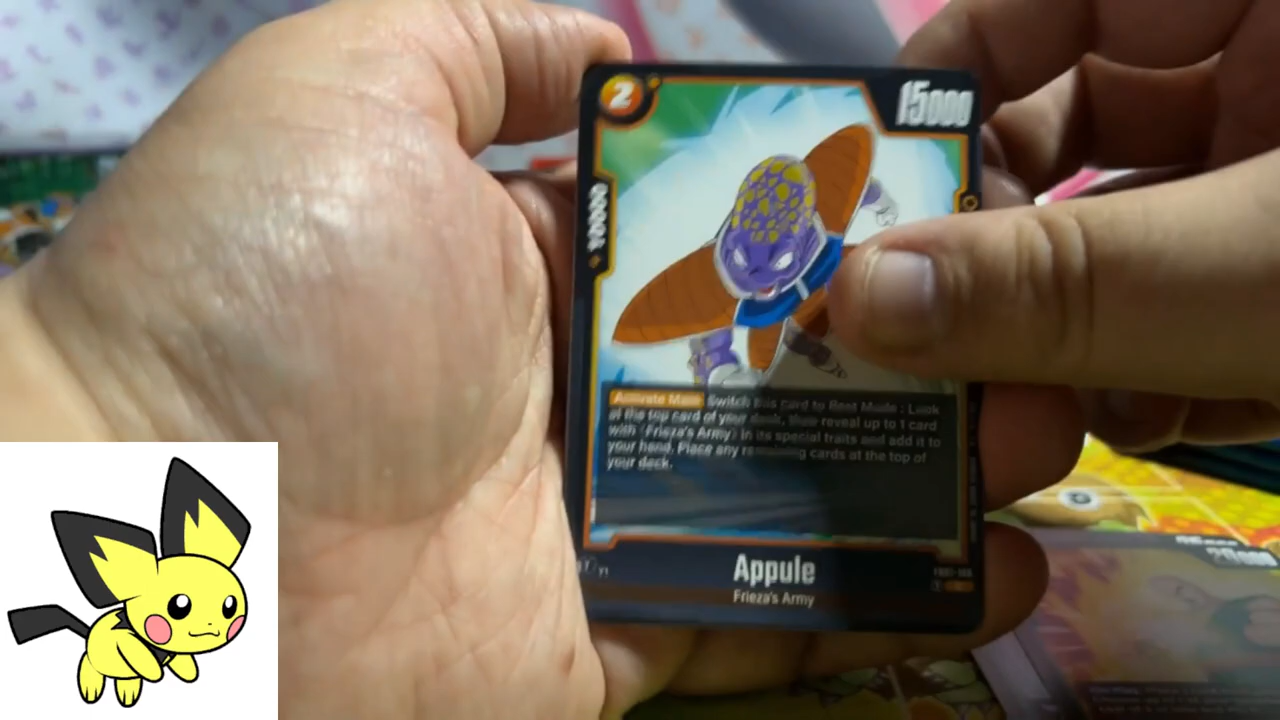 2
15000
10000
Activate Main Switch this card to Rest Mode : Look
at the top card of your deck, then reveal up to 1 card
with 《Frieza's Army》 in its special traits and add it to
your hand. Place any remaining cards at the top of
your deck.
Appule
Frieza's Army